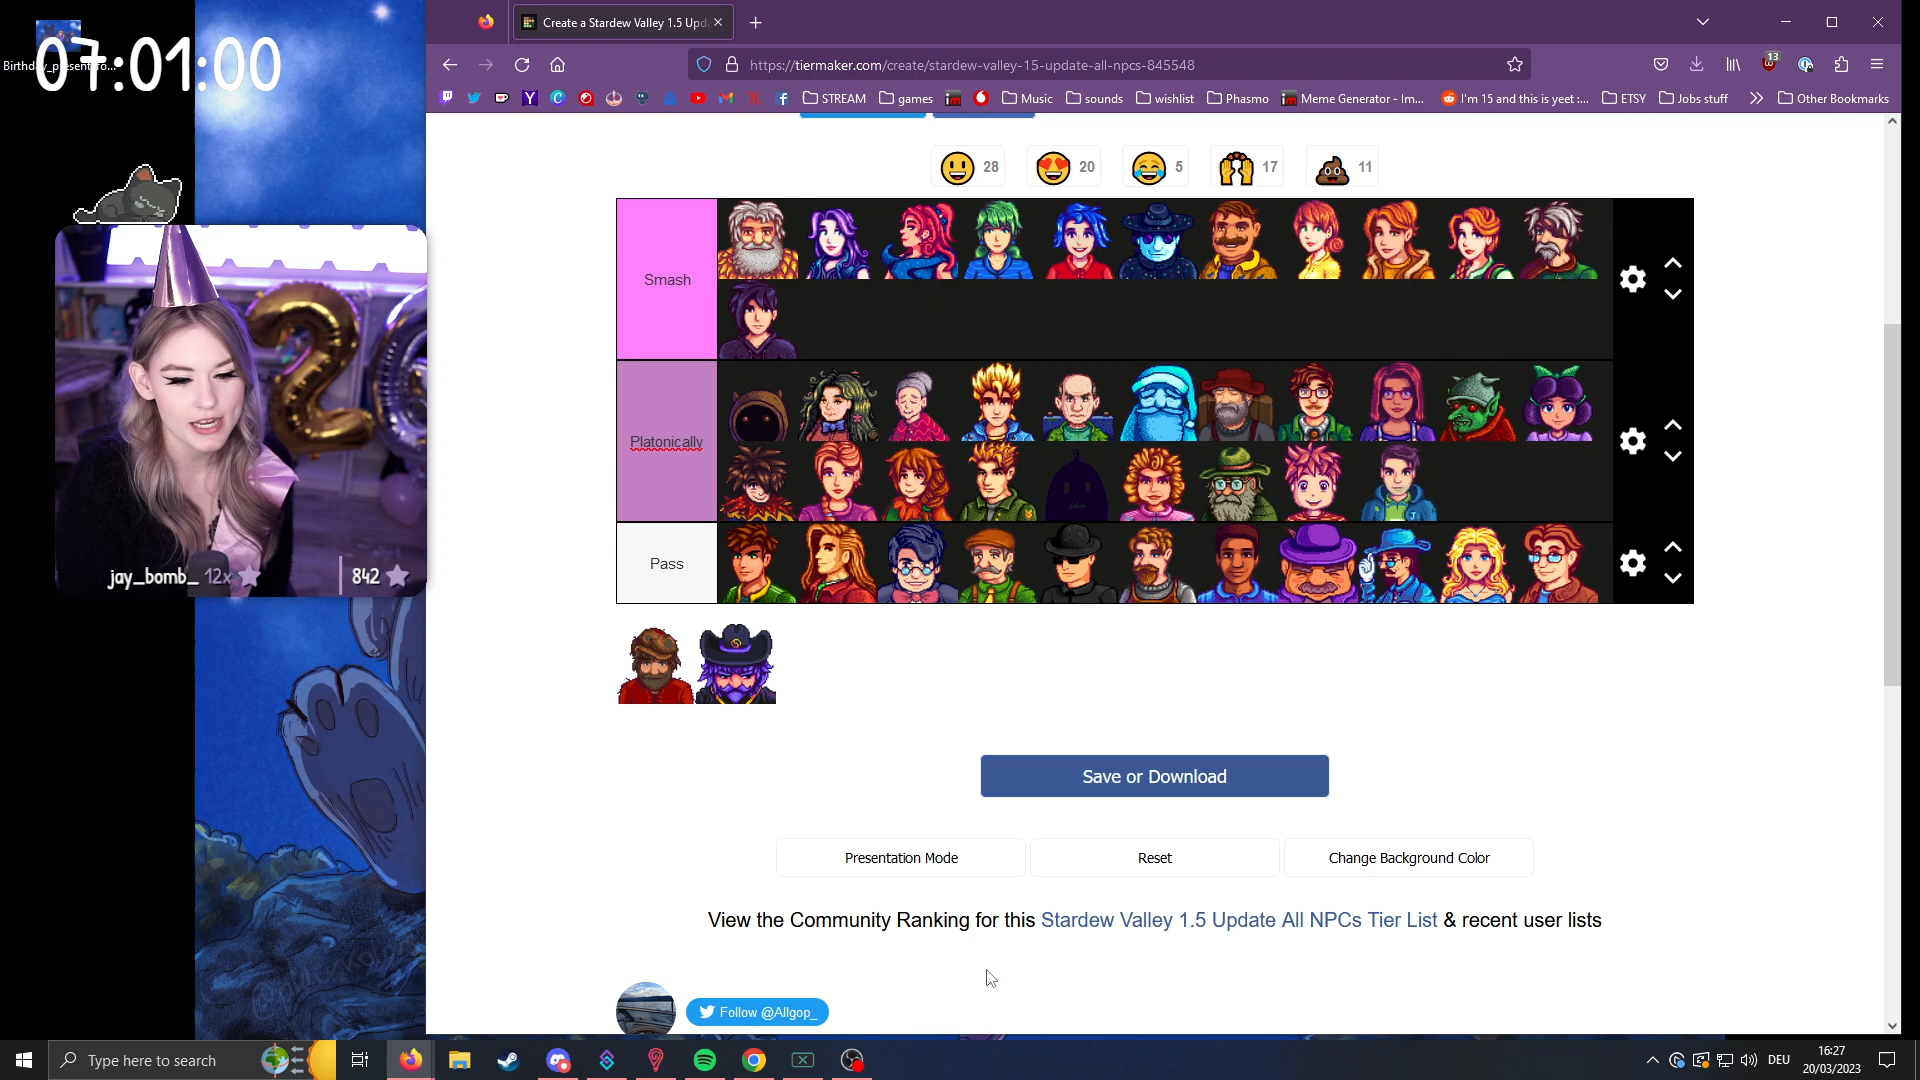 Create a Stardew Valley 1.5 Upda
https://tiermaker.com/create/stardew-valley-15-update-all-npcs-845548
13
STREAM
games
Music
sounds
wishlist
Phasmo
Meme Generator - Im...
I'm 15 and this is yeet :...
ETSY
Jobs stuff
Other Bookmarks
07:01:00
28
20
5
17
11
Smash
Platonically
Pass
26
jay_bomb_ 12x
842
Save or Download
Presentation Mode
Reset
Change Background Color
View the Community Ranking for this Stardew Valley 1.5 Update All NPCs Tier List & recent user lists
Follow @Allgop_
Type here to search
DEU
16:27
20/03/2023